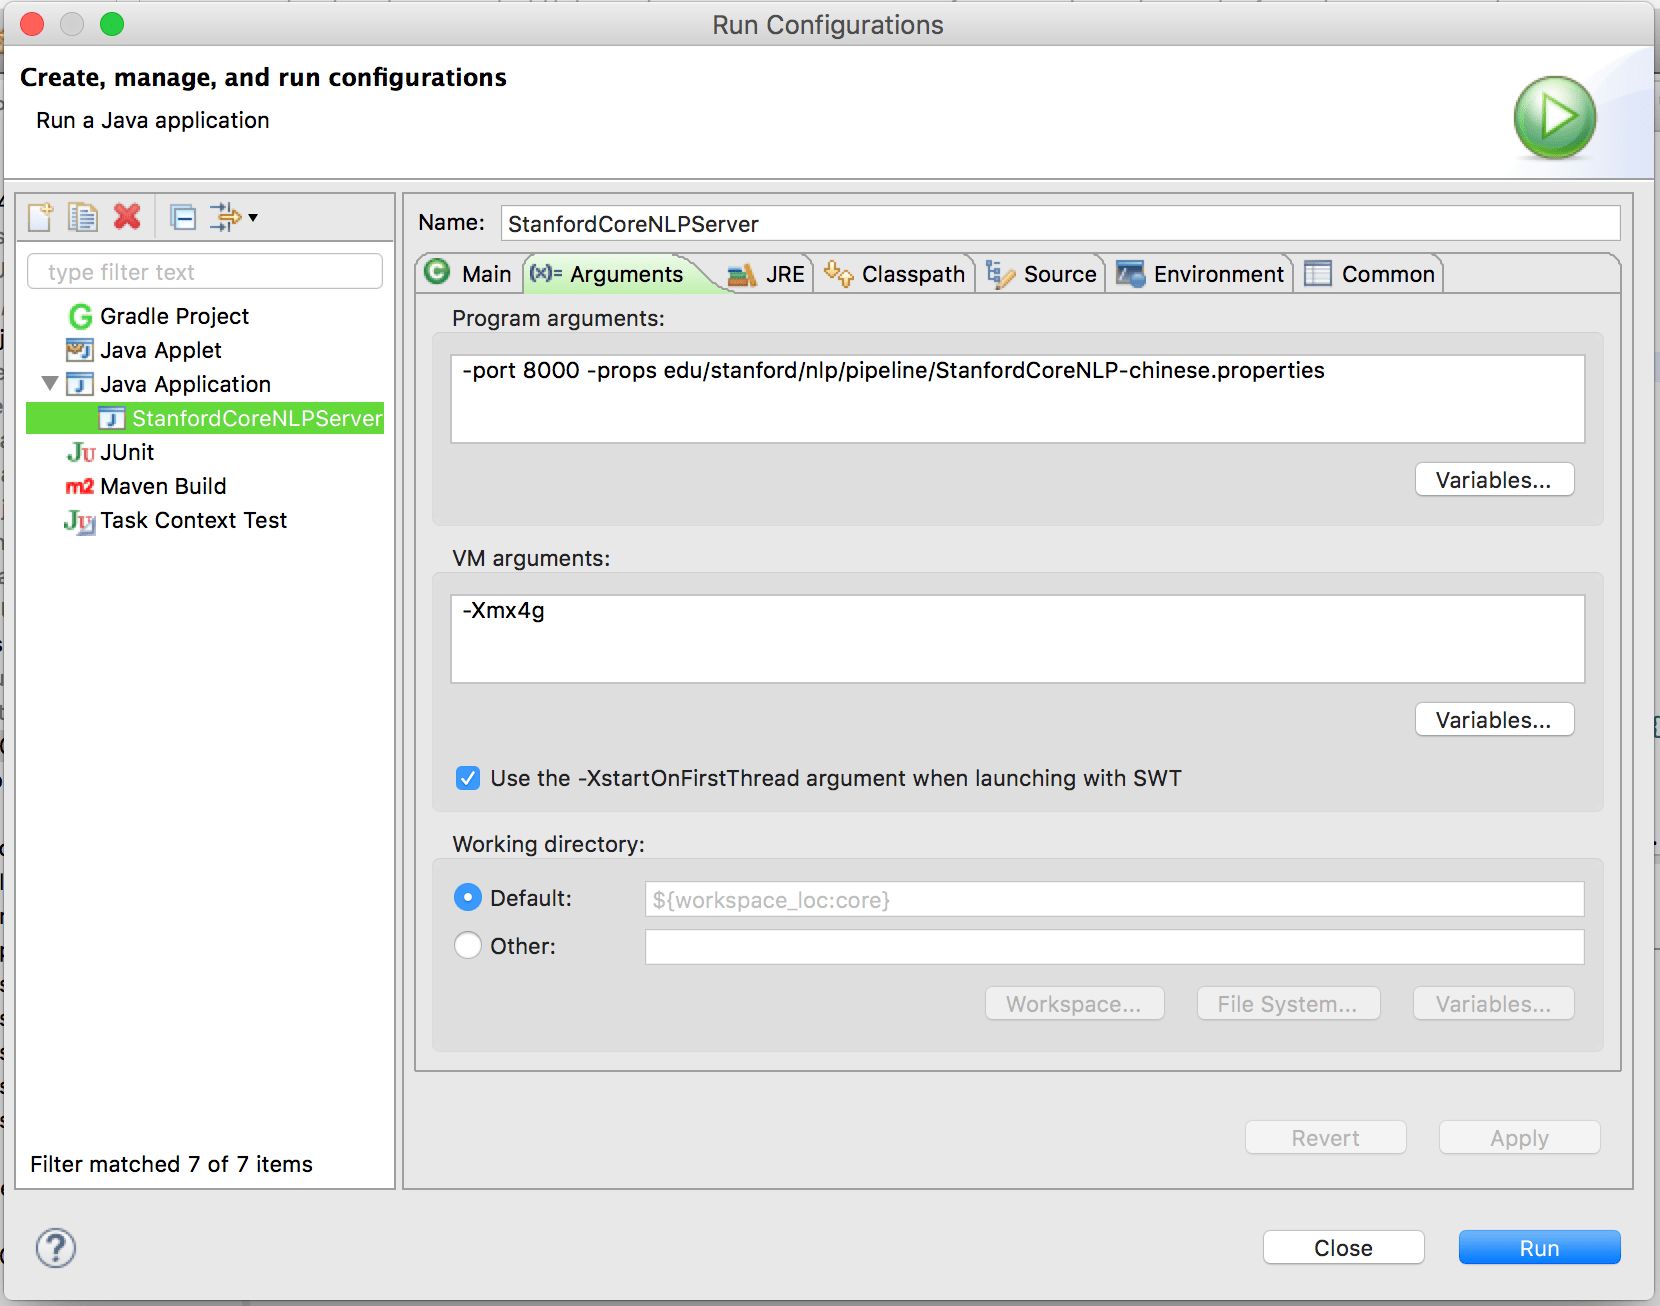 Run Configurations
Create, manage, and run configurations
Run a Java application
type filter text
Gradle Project
Java Applet
Java Application
StanfordCoreNLPServer
JUnit
Maven Build
Task Context Test
Filter matched 7 of 7 items
Name: StanfordCoreNLPServer
Main (x)= Arguments JRE Classpath Source Environment Common
Program arguments:
-port 8000 -props edu/stanford/nlp/pipeline/StanfordCoreNLP-chinese.properties
Variables...
VM arguments:
-Xmx4g
Variables...
Use the -XstartOnFirstThread argument when launching with SWT
Working directory:
Default: ${workspace_loc:core}
Other:
Workspace... File System... Variables...
Revert Apply
Close Run